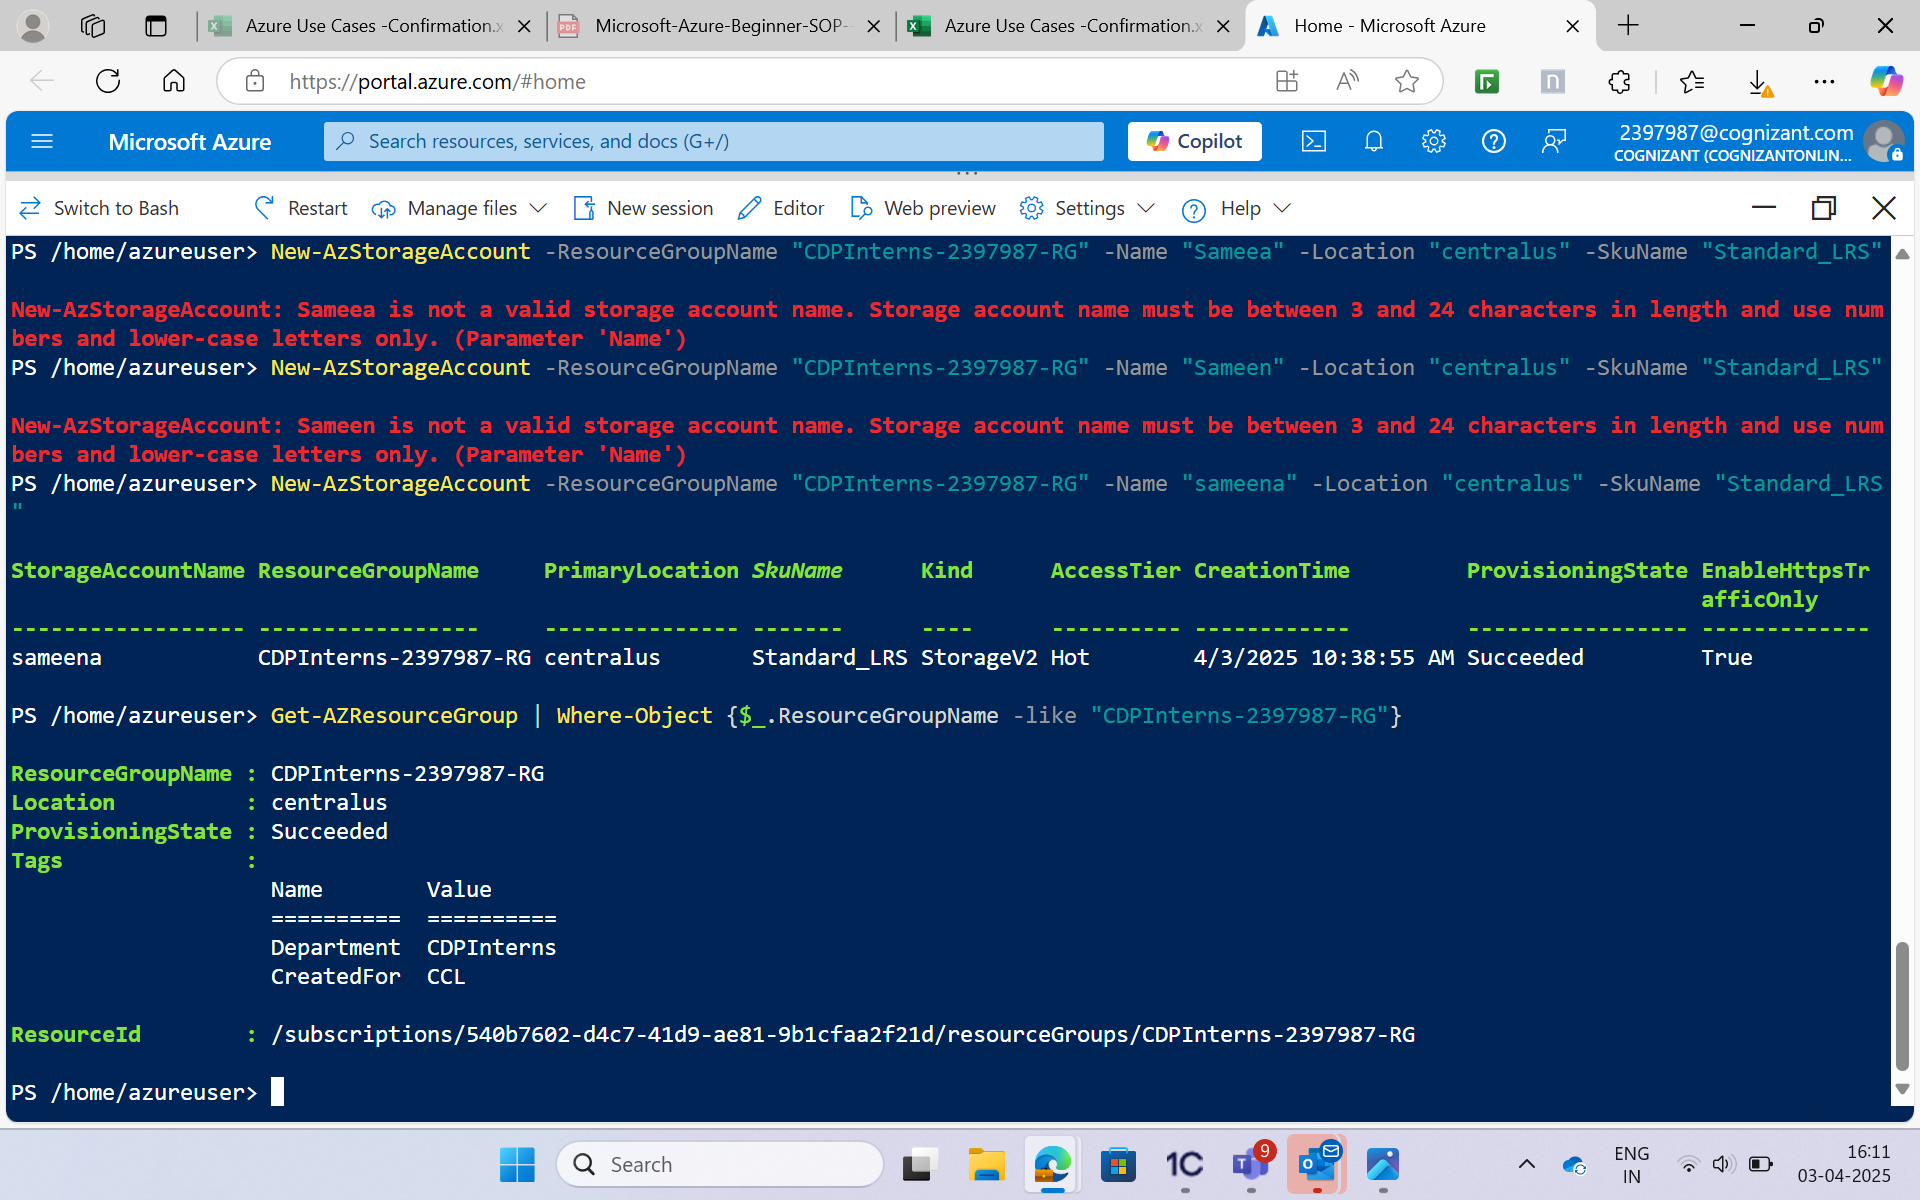 Azure Use Cases -Confirmation.x
Microsoft-Azure-Beginner-SOP-
Azure Use Cases -Confirmation.x
Home - Microsoft Azure
https://portal.azure.com/#home
Microsoft Azure
Search resources, services, and docs (G+/)
Copilot
2397987@cognizant.com
COGNIZANT (COGNIZANTONLIN...
Switch to Bash
Restart
Manage files
New session
Editor
Web preview
Settings
Help
PS /home/azureuser> New-AzStorageAccount -ResourceGroupName "CDPInterns-2397987-RG" -Name "Sameea" -Location "centralus" -SkuName "Standard_LRS"
New-AzStorageAccount: Sameea is not a valid storage account name. Storage account name must be between 3 and 24 characters in length and use num
bers and lower-case letters only. (Parameter 'Name')
PS /home/azureuser> New-AzStorageAccount -ResourceGroupName "CDPInterns-2397987-RG" -Name "Sameen" -Location "centralus" -SkuName "Standard_LRS"
New-AzStorageAccount: Sameen is not a valid storage account name. Storage account name must be between 3 and 24 characters in length and use num
bers and lower-case letters only. (Parameter 'Name')
PS /home/azureuser> New-AzStorageAccount -ResourceGroupName "CDPInterns-2397987-RG" -Name "sameena" -Location "centralus" -SkuName "Standard_LRS
"
StorageAccountName ResourceGroupName PrimaryLocation SkuName Kind AccessTier CreationTime ProvisioningState EnableHttpsTr
afficOnly
------------------ ----------------- --------------- ------- ---- ---------- ------------ ----------------- -------------
sameena CDPInterns-2397987-RG centralus Standard_LRS StorageV2 Hot 4/3/2025 10:38:55 AM Succeeded True
PS /home/azureuser> Get-AZResourceGroup | Where-Object {$_.ResourceGroupName -like "CDPInterns-2397987-RG"}
ResourceGroupName : CDPInterns-2397987-RG
Location : centralus
ProvisioningState : Succeeded
Tags :
Name Value
========== ==========
Department CDPInterns
CreatedFor CCL
ResourceId : /subscriptions/540b7602-d4c7-41d9-ae81-9b1cfaa2f21d/resourceGroups/CDPInterns-2397987-RG
PS /home/azureuser>
Search
1C
9
ENG
IN
16:11
03-04-2025